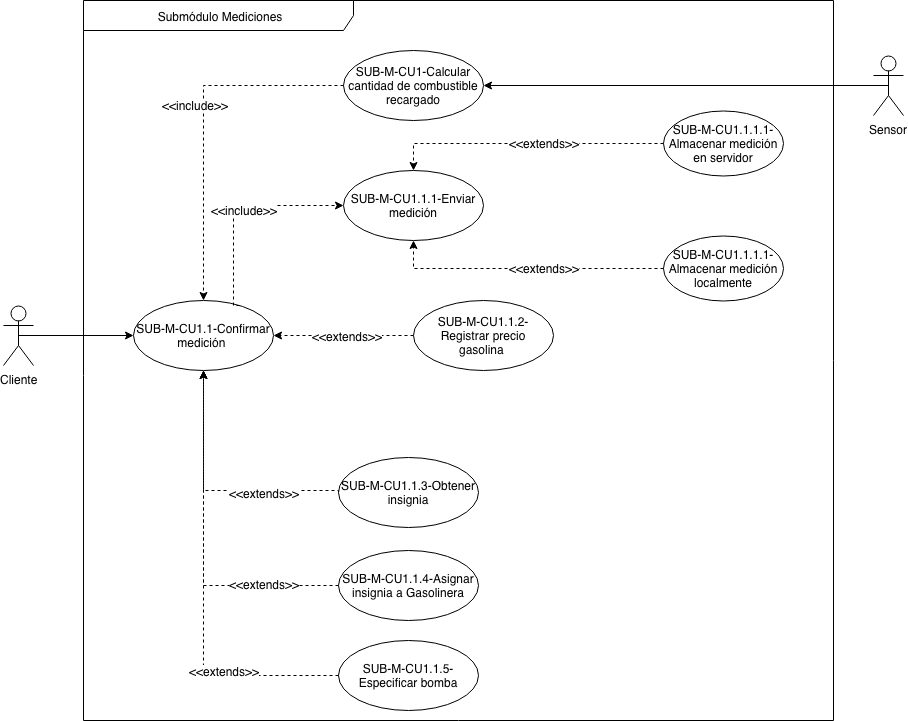 Submódulo Mediciones
SUB-M-CU1-Calcular
cantidad de combustible
recargado
<<include>>
Sensor
SUB-M-CU1.1.1.1-
Almacenar medición
en servidor
<<extends>>
SUB-M-CU1.1.1-Enviar
medición
<<include>>
SUB-M-CU1.1.1.1-
Almacenar medición
localmente
<<extends>>
SUB-M-CU1.1-Confirmar
medición
<<extends>>
SUB-M-CU1.1.2-
Registrar precio
gasolina
Cliente
SUB-M-CU1.1.3-Obtener
insignia
<<extends>>
SUB-M-CU1.1.4-Asignar
insignia a Gasolinera
<<extends>>
SUB-M-CU1.1.5-
Especificar bomba
<<extends>>